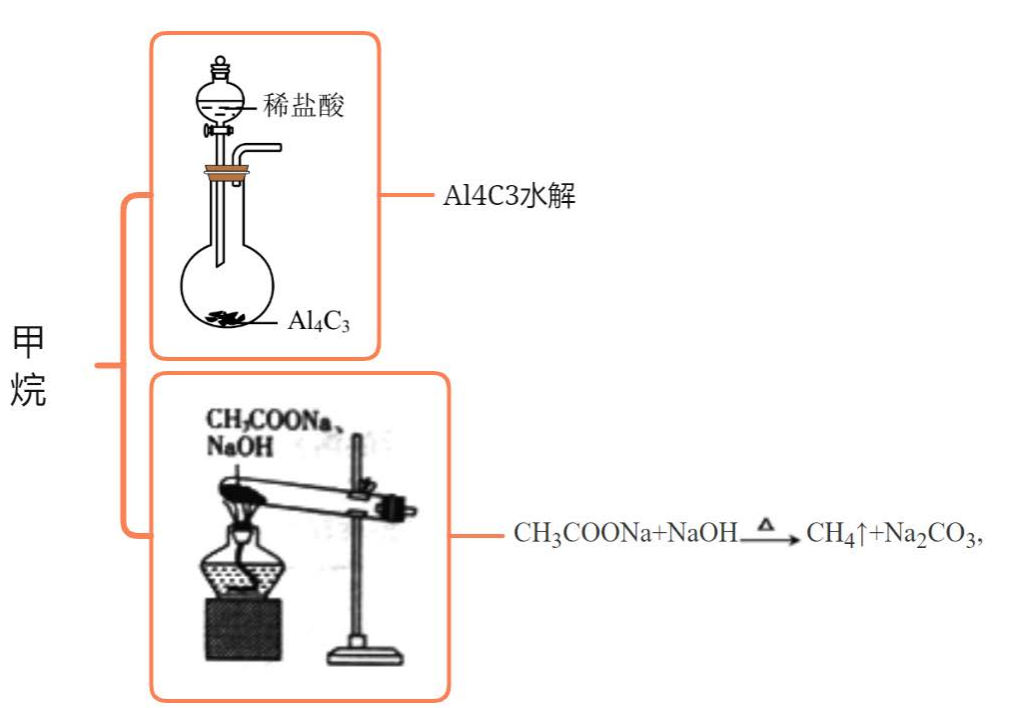 甲
烷
稀盐酸
Al₄C₃
Al4C3水解
CH₃COONa、
NaOH
CH₃COONa+NaOH —Δ→ CH₄↑+Na₂CO₃,